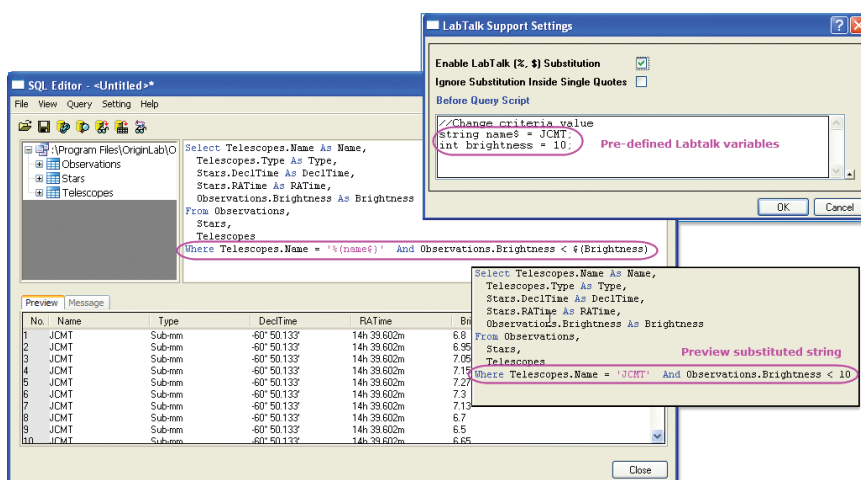 LabTalk Support Settings
Enable LabTalk (%, $) Substitution
Ignore Substitution Inside Single Quotes
Before Query Script
//Change criteria value
string name$ = JCMT;
int brightness = 10;
Pre-defined Labtalk variables
OK Cancel
SQL Editor - <Untitled>*
File View Query Setting Help
:\Program Files\OriginLab\O
Observations
Stars
Telescopes
Select Telescopes.Name As Name,
Telescopes.Type As Type,
Stars.DeclTime As DeclTime,
Stars.RATime As RATime,
Observations.Brightness As Brightness
From Observations,
Stars,
Telescopes
Where Telescopes.Name = '%(name$)' And Observations.Brightness < $(Brightness)
Select Telescopes.Name As Name,
Telescopes.Type As Type,
Stars.DeclTime As DeclTime,
Stars.RATime As RATime,
Observations.Brightness As Brightness
From Observations,
Stars,
Telescopes
Preview substituted string
Where Telescopes.Name = 'JCMT' And Observations.Brightness < 10
Preview Message
No. Name Type DeclTime RATime Bri
1 JCMT Sub-mm -60° 50.133' 14h 39.602m 6.8
2 JCMT Sub-mm -60° 50.133' 14h 39.602m 6.95
3 JCMT Sub-mm -60° 50.133' 14h 39.602m 7.05
4 JCMT Sub-mm -60° 50.133' 14h 39.602m 7.15
5 JCMT Sub-mm -60° 50.133' 14h 39.602m 7.27
6 JCMT Sub-mm -60° 50.133' 14h 39.602m 7.3
7 JCMT Sub-mm -60° 50.133' 14h 39.602m 7.13
8 JCMT Sub-mm -60° 50.133' 14h 39.602m 6.7
9 JCMT Sub-mm -60° 50.133' 14h 39.602m 6.5
10 JCMT Sub-mm -60° 50.133' 14h 39.602m 6.65
Close